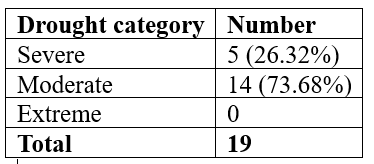 Drought category Number
Severe 5 (26.32%)
Moderate 14 (73.68%)
Extreme 0
Total 19